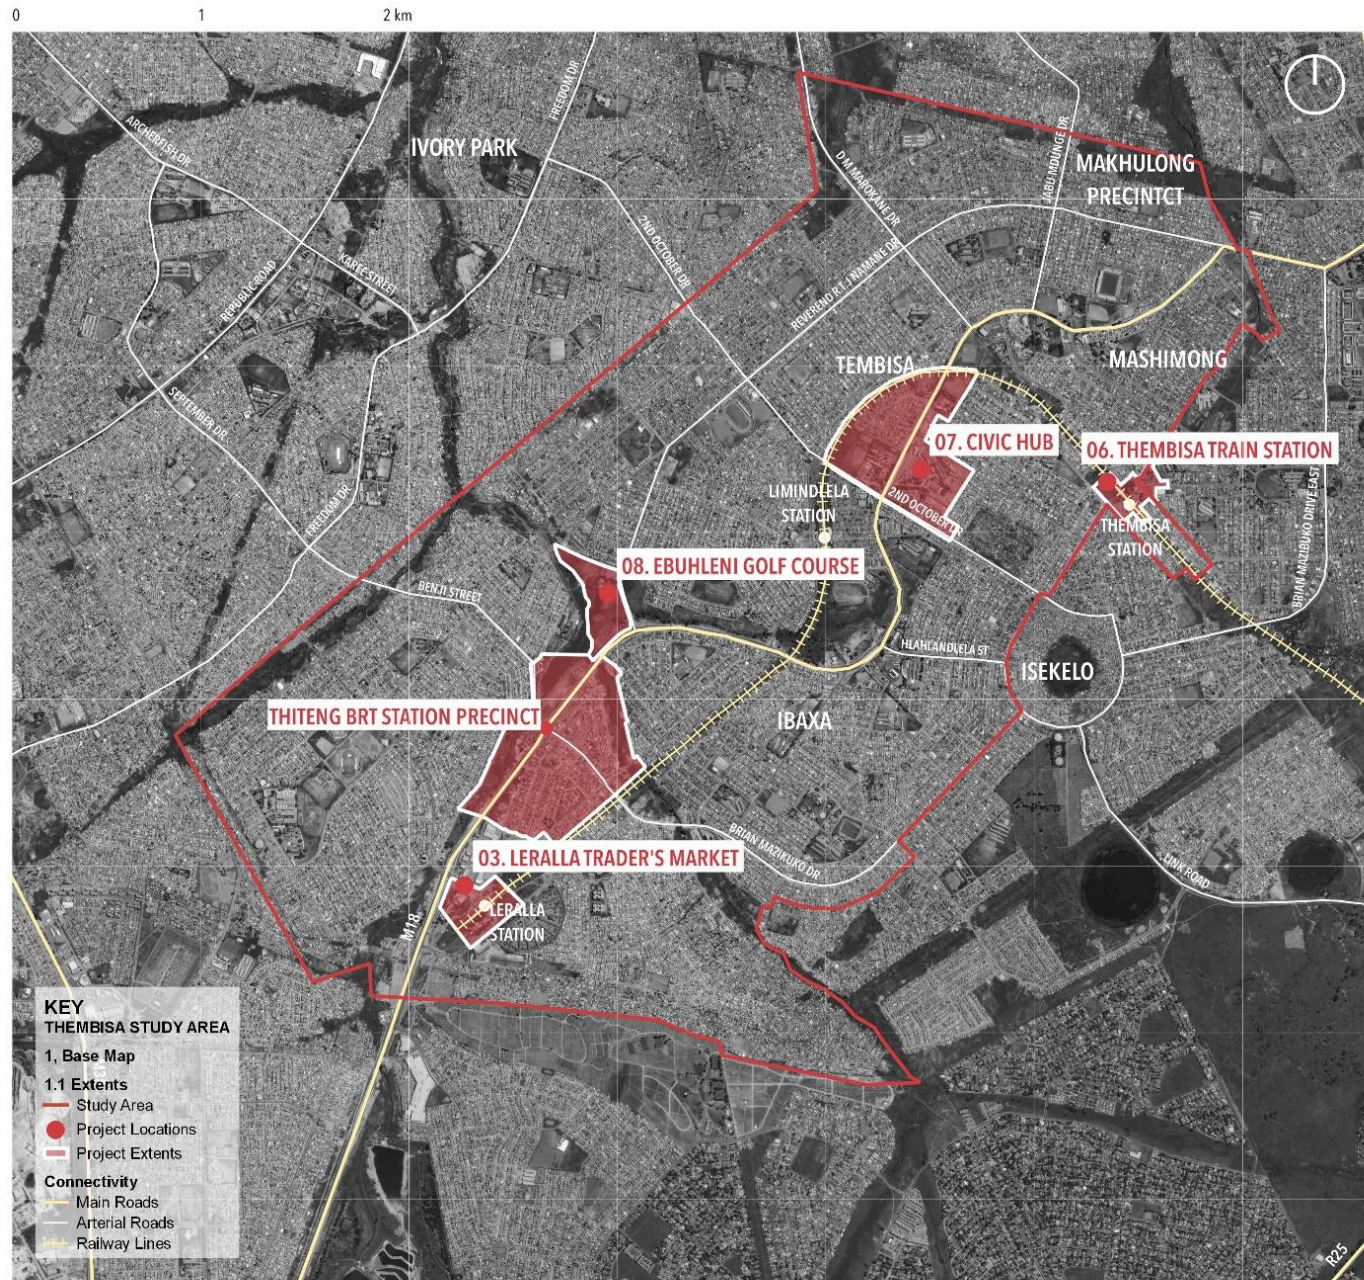 0 1 2 km
ARCHERFISH DR
IVORY PARK
FREEDOM DR
D M MAROKANE DR
JABU MDUNGE DR
MAKHULONG
PRECINTCT
2ND OCTOBER DR
KAREE STREET
REPUBLIC ROAD
REVEREND R.T.J NAMANE DR
TEMBISA
MASHIMONG
SEPTEMBER DR
07. CIVIC HUB
06. THEMBISA TRAIN STATION
LIMINDLELA
STATION
2ND OCTOBER DR
FREEDOM DR
THEMBISA
STATION
BRIAN MAZIBUKO DRIVE EAST
08. EBUHLENI GOLF COURSE
BENJI STREET
HLAHLANDLELA ST
ISEKELO
THITENG BRT STATION PRECINCT
IBAXA
BRIAN MAZIKUKO DR
03. LERALLA TRADER'S MARKET
LINK ROAD
M18
LERALLA
STATION
KEY
THEMBISA STUDY AREA
1, Base Map
1.1 Extents
Study Area
Project Locations
Project Extents
Connectivity
Main Roads
Arterial Roads
Railway Lines
R25